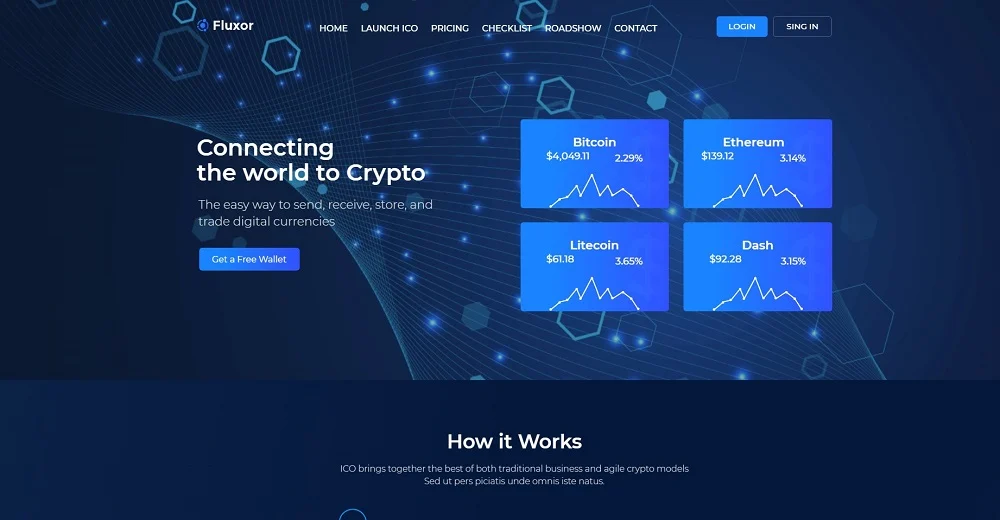 Fluxor
HOME LAUNCH ICO PRICING CHECKLIST ROADSHOW CONTACT
LOGIN SING IN
Connecting
the world to Crypto
The easy way to send, receive, store, and
trade digital currencies
Get a Free Wallet
Bitcoin
$4,049.11 2.29%
Ethereum
$139.12 3.14%
Litecoin
$61.18 3.65%
Dash
$92.28 3.15%
How it Works
ICO brings together the best of both traditional business and agile crypto models
Sed ut pers piciatis unde omnis iste natus.